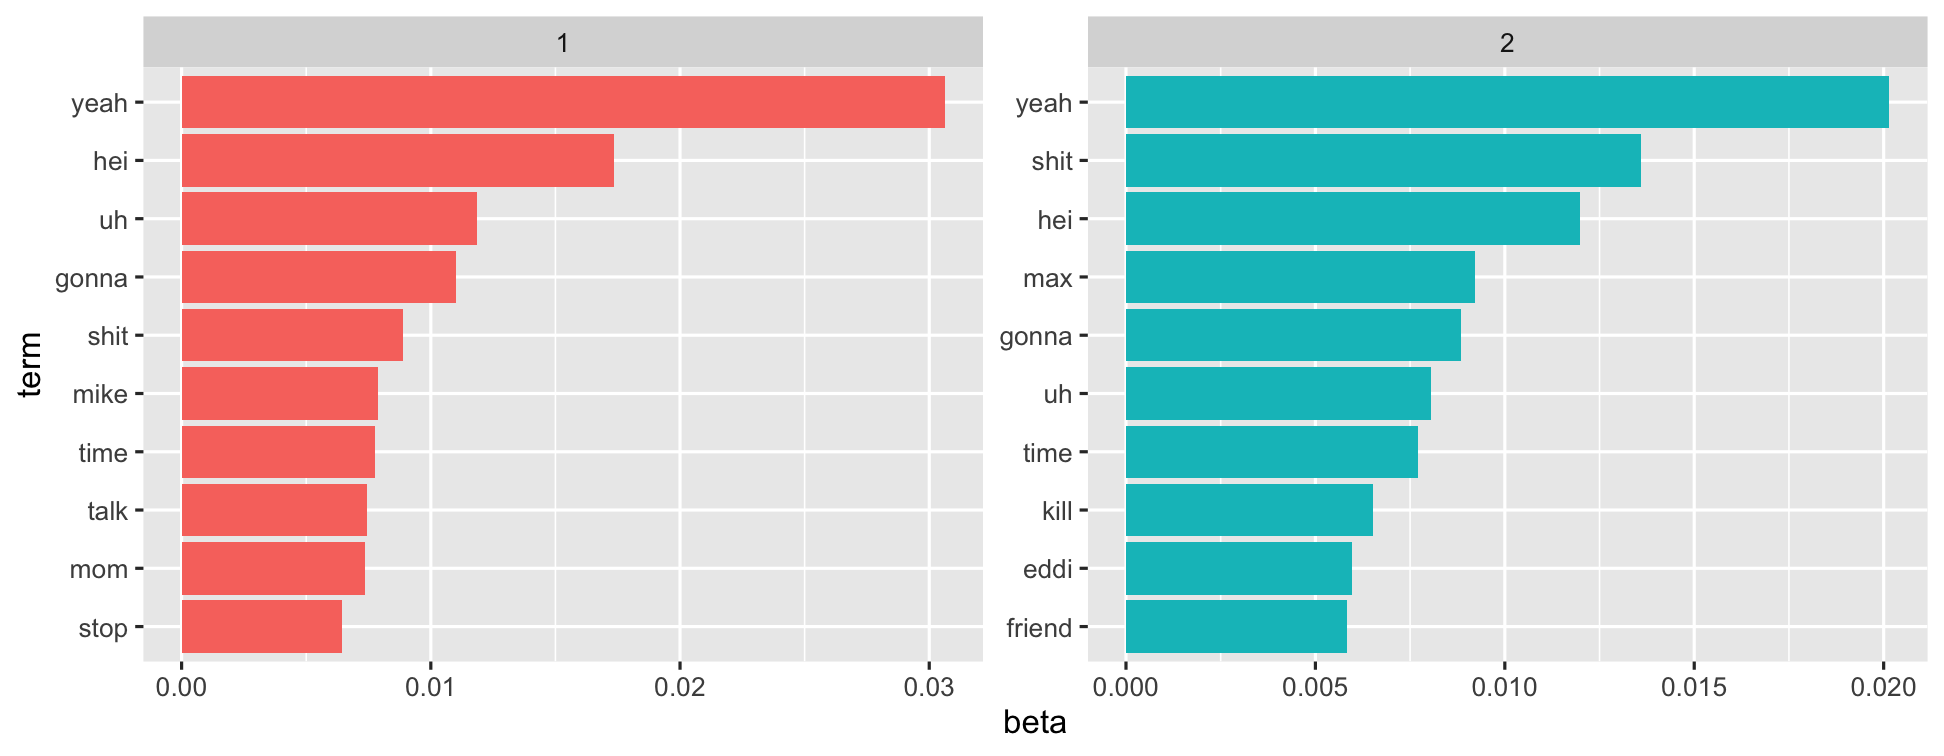 1
yeah
hei
uh
gonna
shit
mike
time
talk
mom
stop
0.00 0.01 0.02 0.03
2
yeah
shit
hei
max
gonna
uh
time
kill
eddi
friend
0.000 0.005 0.010 0.015 0.020
term
beta